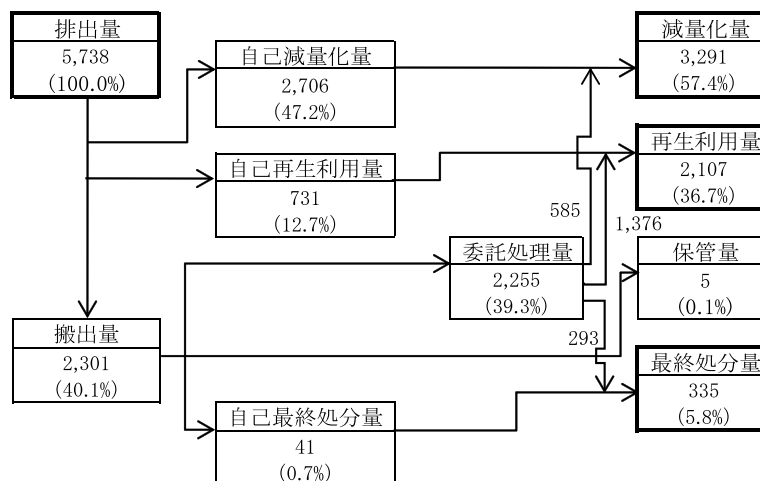 排出量
5,738
(100.0%)
自己減量化量
2,706
(47.2%)
減量化量
3,291
(57.4%)
自己再生利用量
731
(12.7%)
再生利用量
2,107
(36.7%)
585
1,376
委託処理量
2,255
(39.3%)
保管量
5
(0.1%)
搬出量
2,301
(40.1%)
293
自己最終処分量
41
(0.7%)
最終処分量
335
(5.8%)